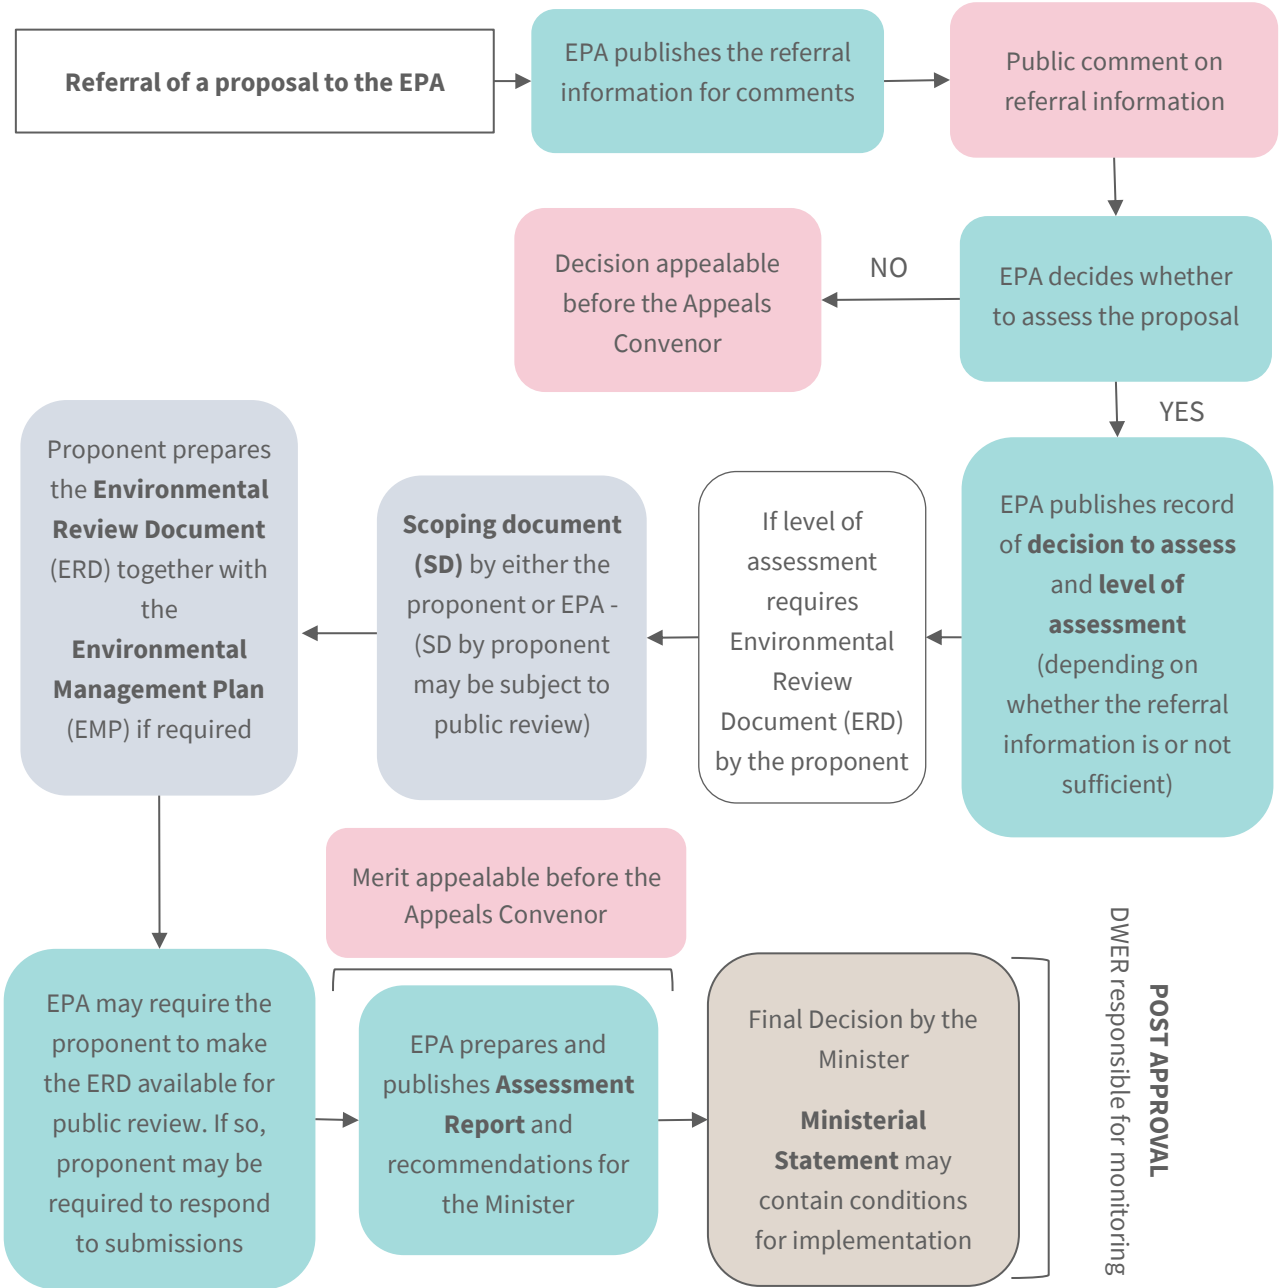 Referral of a proposal to the EPA
EPA publishes the referral
information for comments
Public comment on
referral information
EPA decides whether
to assess the proposal
NO
Decision appealable
before the Appeals
Convenor
YES
EPA publishes record
of decision to assess
and level of
assessment
(depending on
whether the referral
information is or not
sufficient)
If level of
assessment
requires
Environmental
Review
Document (ERD)
by the proponent
Scoping document
(SD) by either the
proponent or EPA -
(SD by proponent
may be subject to
public review)
Proponent prepares
the Environmental
Review Document
(ERD) together with
the
Environmental
Management Plan
(EMP) if required
EPA may require the
proponent to make
the ERD available for
public review. If so,
proponent may be
required to respond
to submissions
Merit appealable before the
Appeals Convenor
EPA prepares and
publishes Assessment
Report and
recommendations for
the Minister
Final Decision by the
Minister
Ministerial
Statement may
contain conditions
for implementation
POST APPROVAL
DWER responsible for monitoring